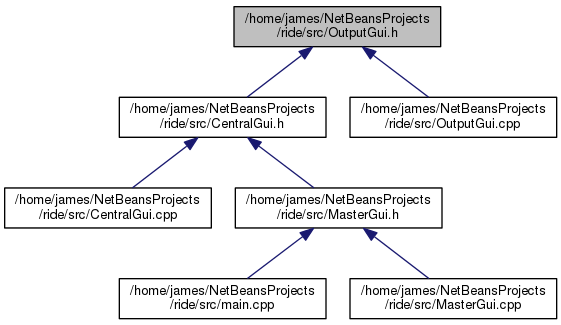 /home/james/NetBeansProjects
/ride/src/OutputGui.h
/home/james/NetBeansProjects
/ride/src/CentralGui.h
/home/james/NetBeansProjects
/ride/src/OutputGui.cpp
/home/james/NetBeansProjects
/ride/src/CentralGui.cpp
/home/james/NetBeansProjects
/ride/src/MasterGui.h
/home/james/NetBeansProjects
/ride/src/main.cpp
/home/james/NetBeansProjects
/ride/src/MasterGui.cpp